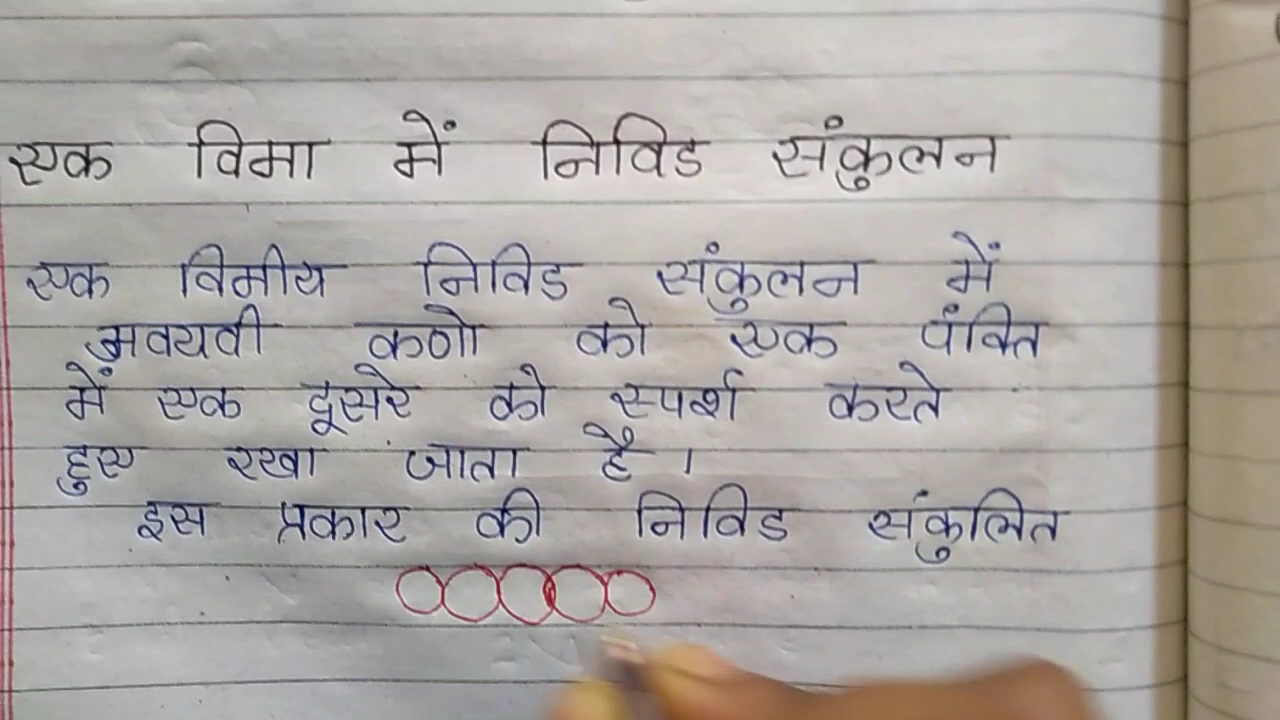 एक विमा में निविड संकुलन
एक विमीय निविड संकुलन में
अवयवी कणो को एक पंक्ति
में एक दूसरे को स्पर्श करते
हुए रखा जाता है ।
इस प्रकार की निविड संकुलित